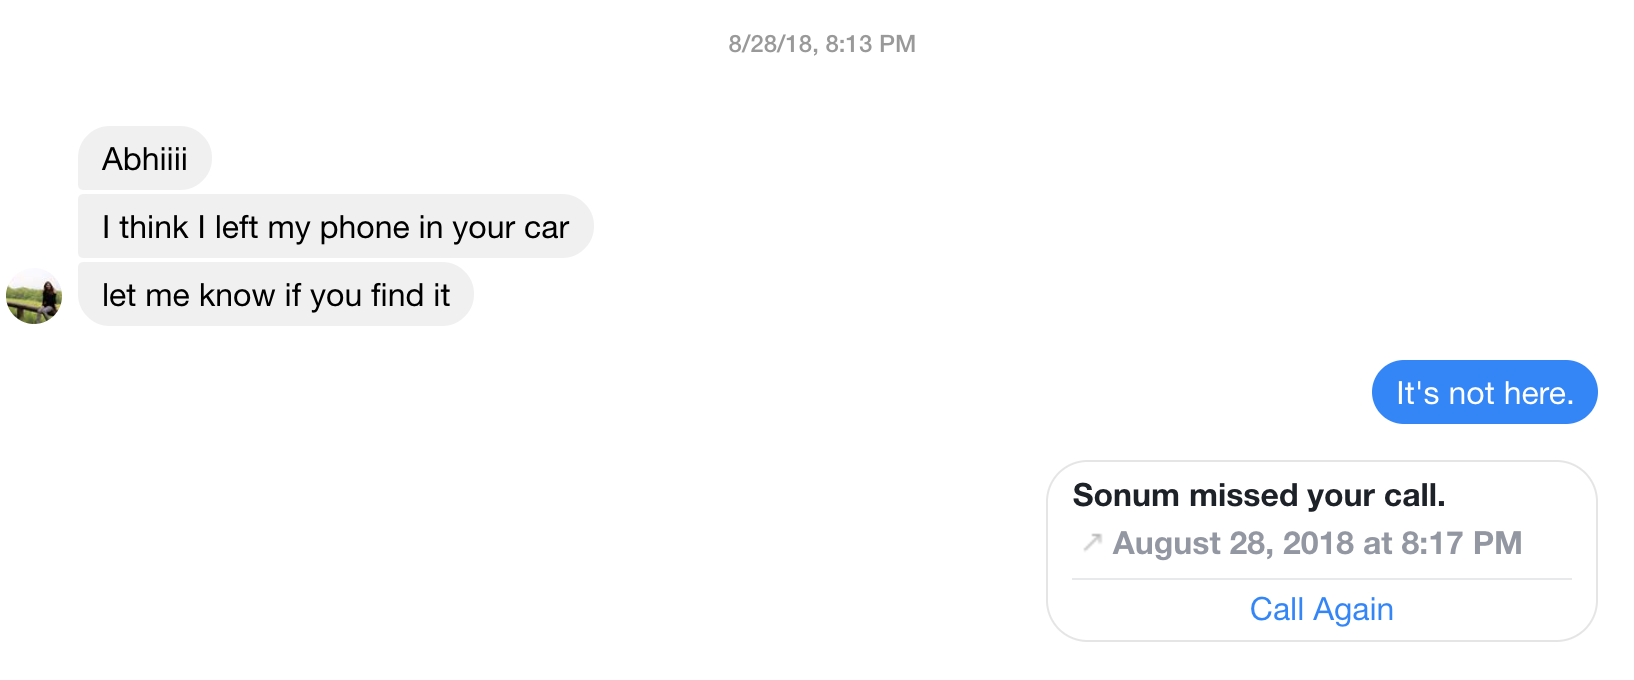 8/28/18, 8:13 PM
Abhiiii
I think I left my phone in your car
let me know if you find it
It's not here.
Sonum missed your call.
↗ August 28, 2018 at 8:17 PM
Call Again